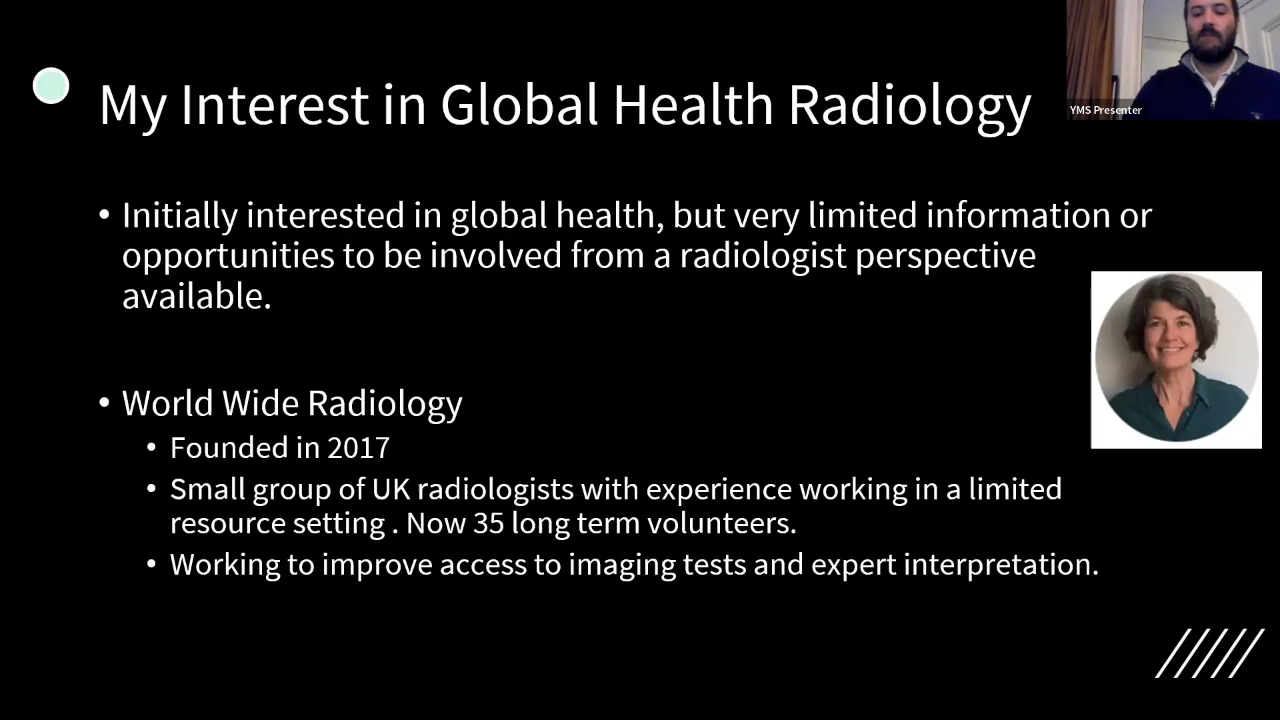 My Interest in Global Health Radiology
YMS Presenter
• Initially interested in global health, but very limited information or
opportunities to be involved from a radiologist perspective
available.
• World Wide Radiology
• Founded in 2017
• Small group of UK radiologists with experience working in a limited
resource setting . Now 35 long term volunteers.
• Working to improve access to imaging tests and expert interpretation.